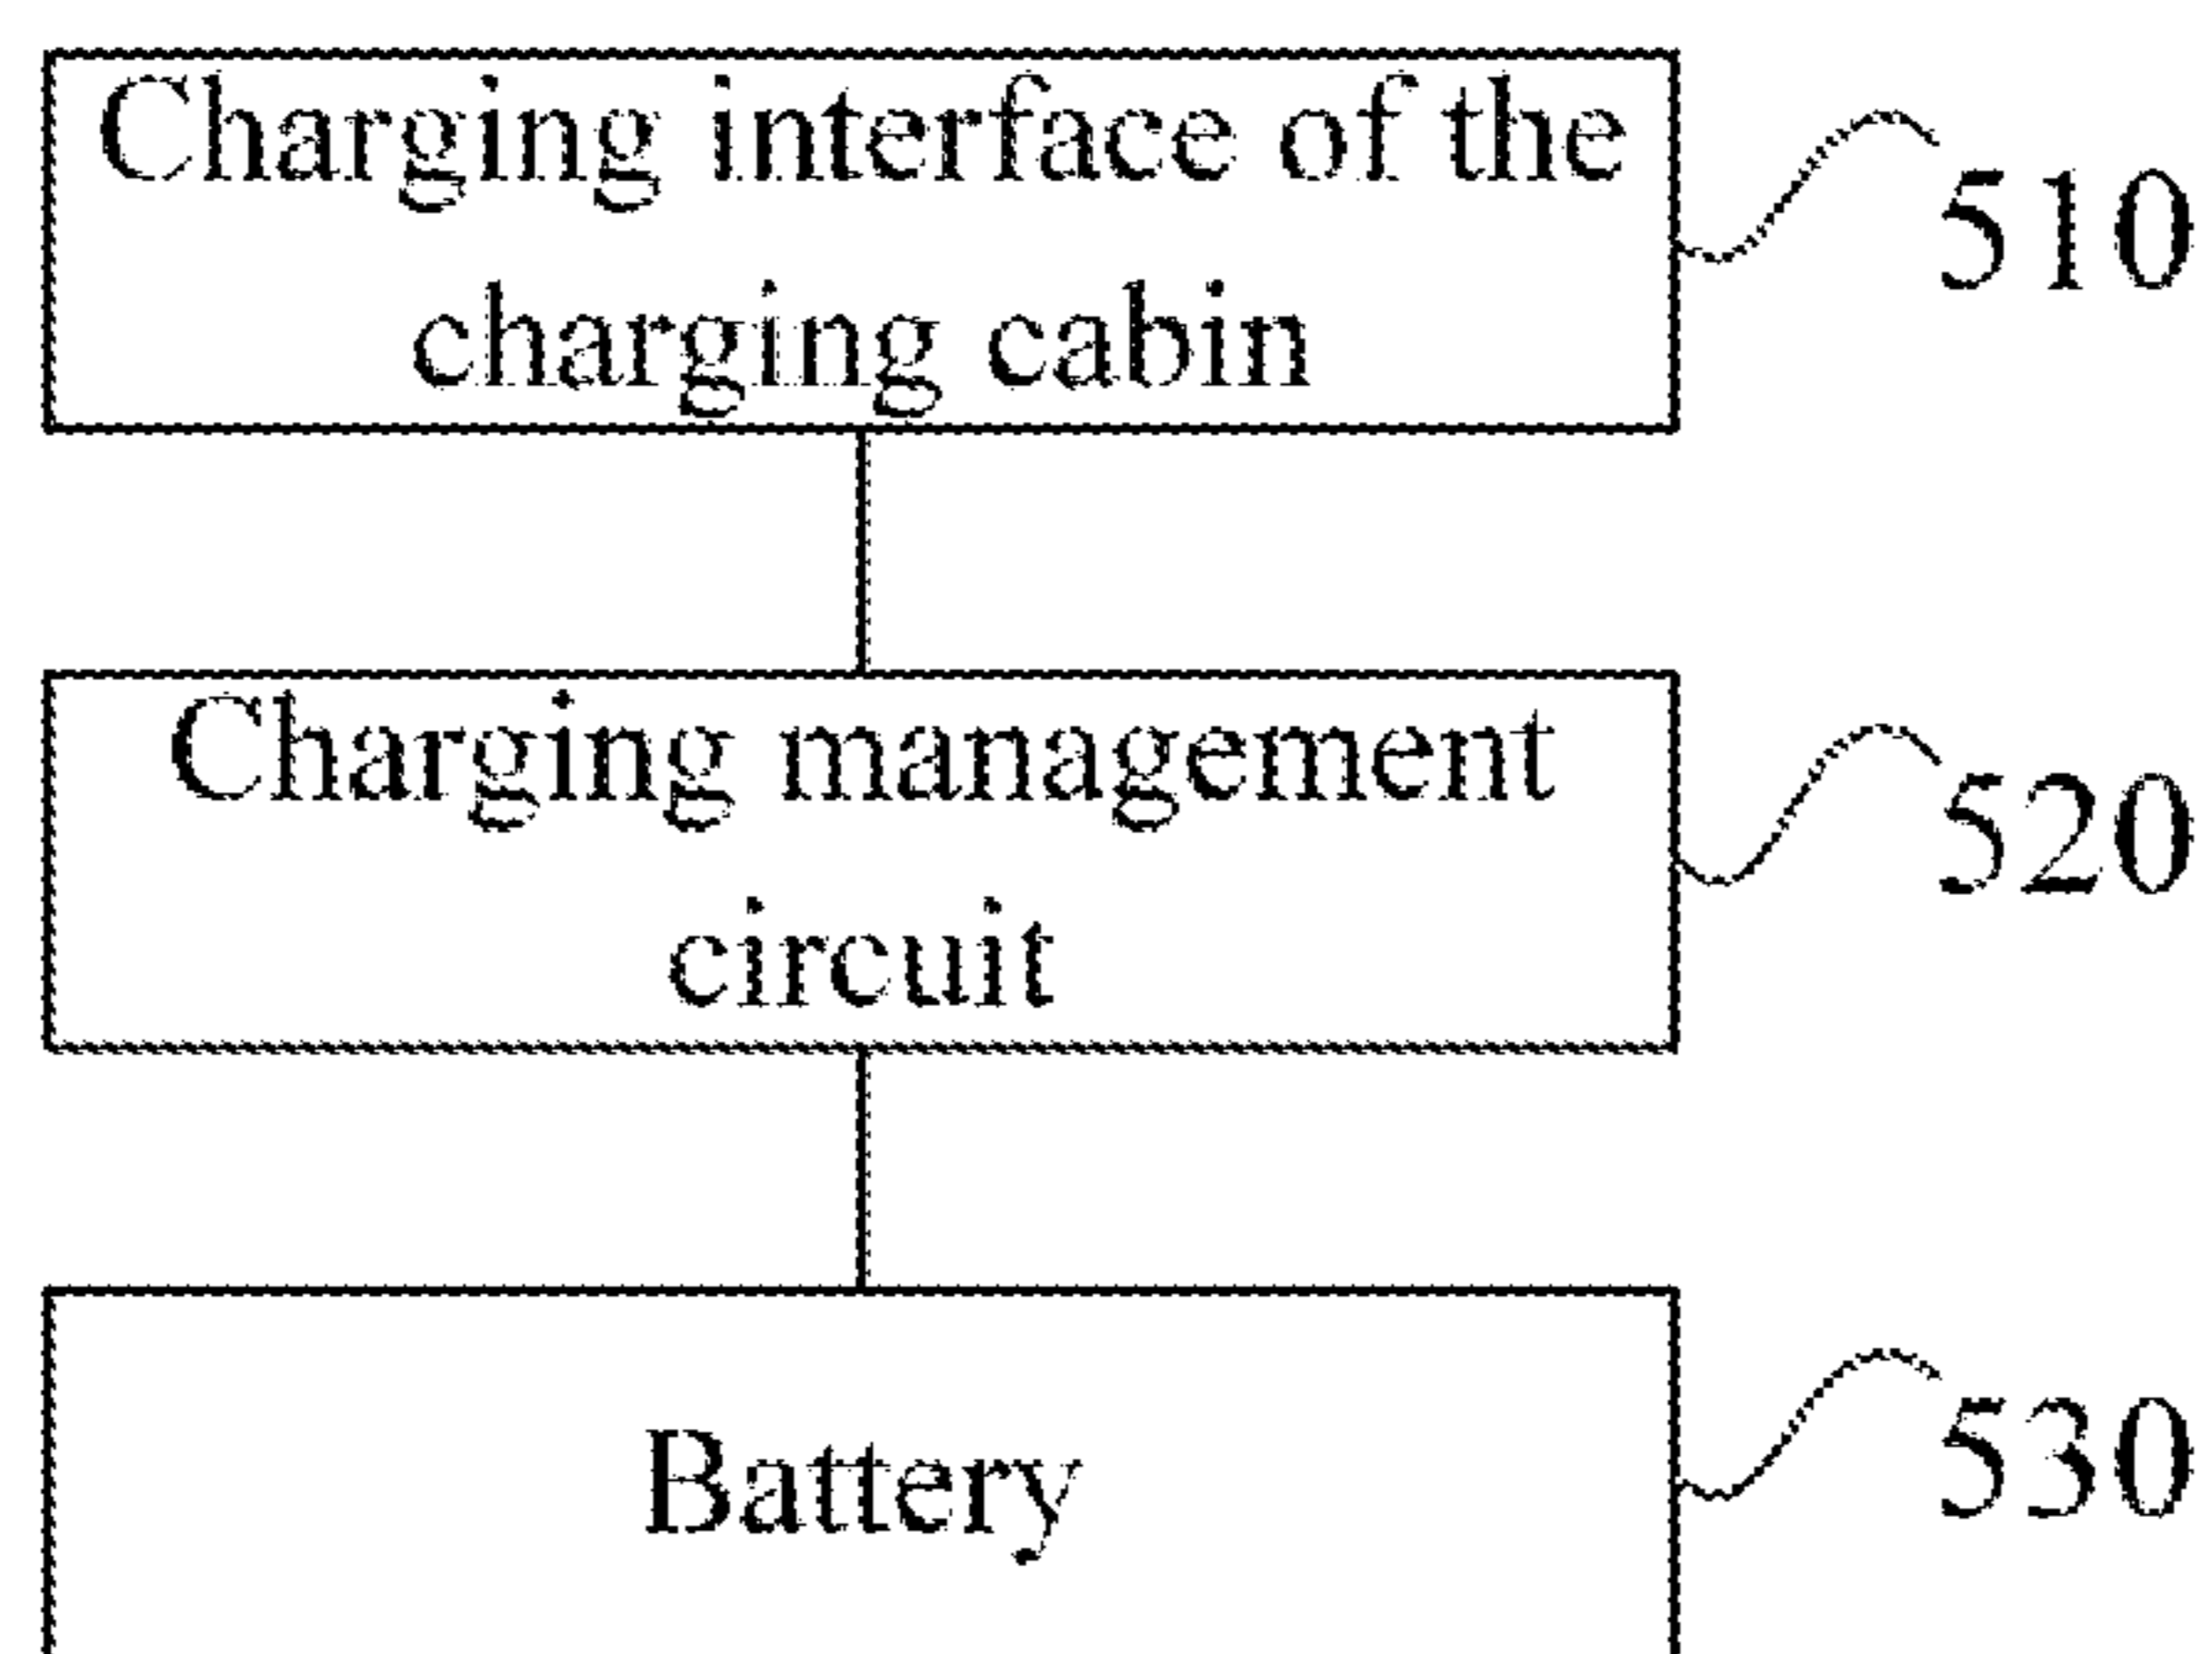 Charging interface of the
charging cabin
510
Charging management
circuit
520
Battery
530